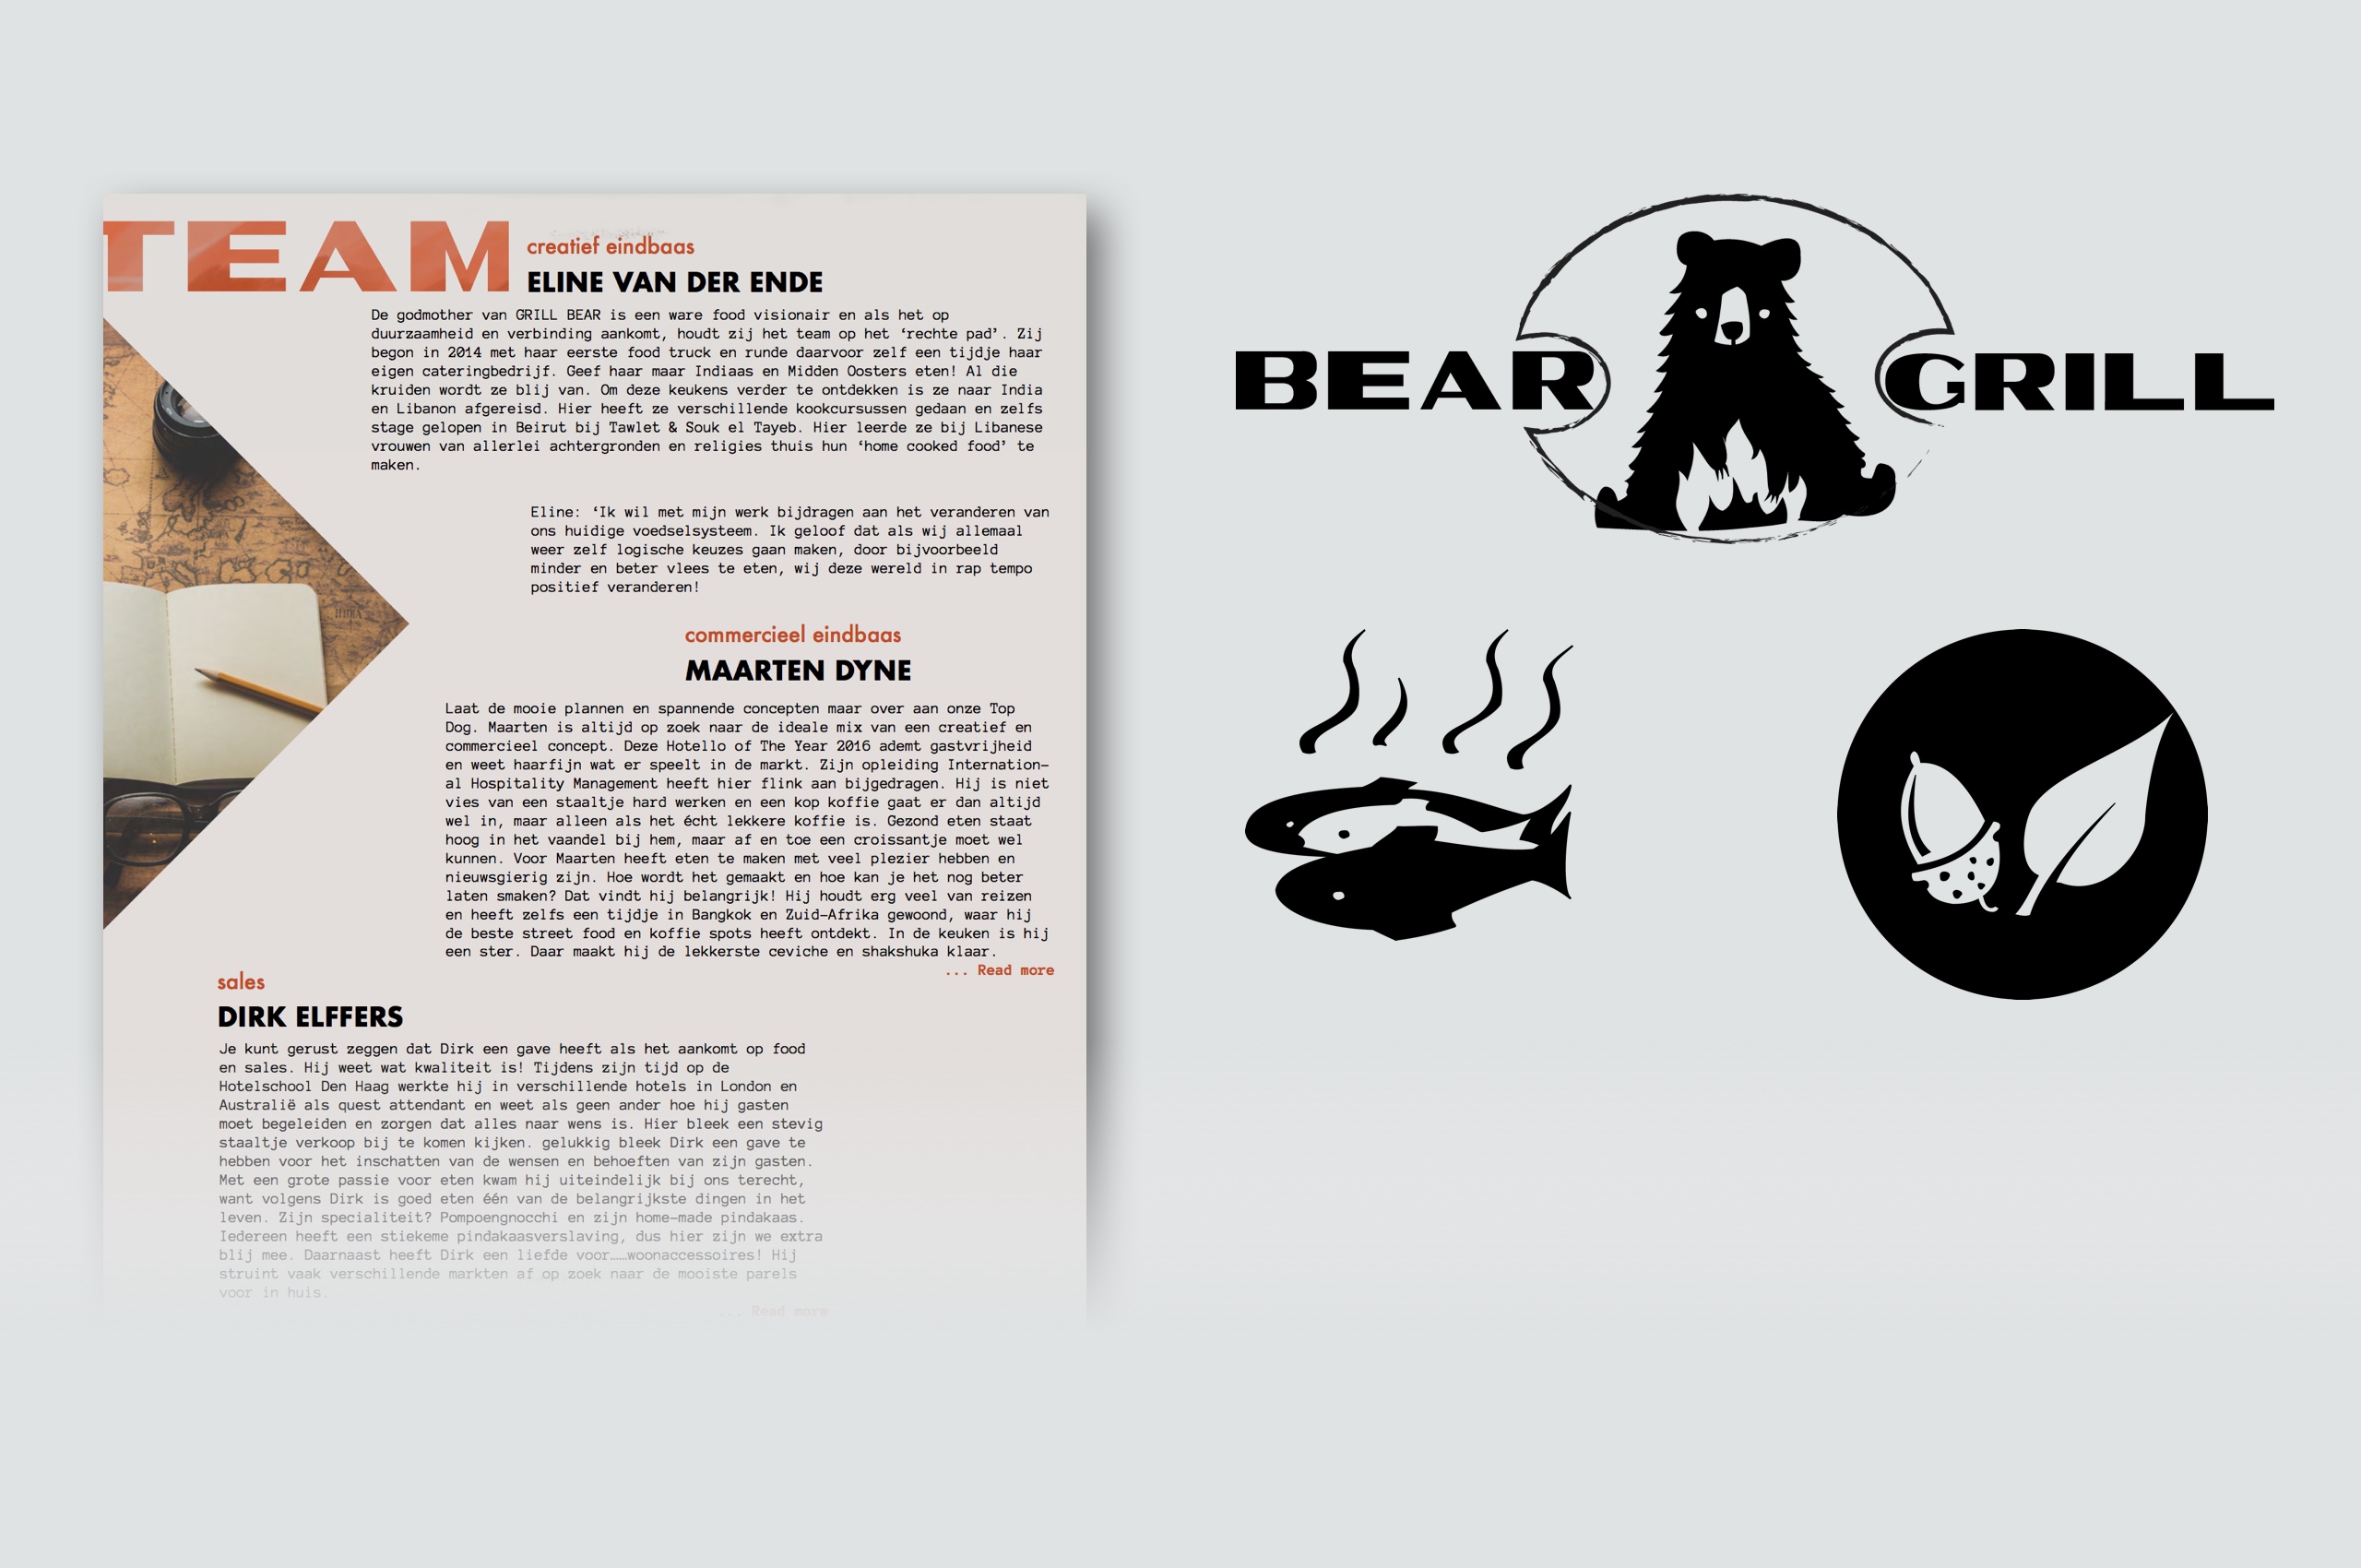 TEAM
creatief eindbaas
ELINE VAN DER ENDE
De godmother van GRILL BEAR is een ware food visionair en als het op
duurzaamheid en verbinding aankomt, houdt zij het team op het ‘rechte pad’. Zij
begon in 2014 met haar eerste food truck en runde daarvoor zelf een tijdje haar
eigen cateringbedrijf. Geef haar maar Indiaas en Midden Oosters eten! Al die
kruiden wordt ze blij van. Om deze keukens verder te ontdekken is ze naar India
en Libanon afgereisd. Hier heeft ze verschillende kookcursussen gedaan en zelfs
stage gelopen in Beirut bij Tawlet & Souk el Tayeb. Hier leerde ze bij Libanese
vrouwen van allerlei achtergronden en religies thuis hun ‘home cooked food’ te
maken.
Eline: ‘Ik wil met mijn werk bijdragen aan het veranderen van
ons huidige voedselsysteem. Ik geloof dat als wij allemaal
weer zelf logische keuzes gaan maken, door bijvoorbeeld
minder en beter vlees te eten, wij deze wereld in rap tempo
positief veranderen!
commercieel eindbaas
MAARTEN DYNE
Laat de mooie plannen en spannende concepten maar over aan onze Top
Dog. Maarten is altijd op zoek naar de ideale mix van een creatief en
commercieel concept. Deze Hotello of The Year 2016 ademt gastvrijheid
en weet haarfijn wat er speelt in de markt. Zijn opleiding Internation-
al Hospitality Management heeft hier flink aan bijgedragen. Hij is niet
vies van een staaltje hard werken en een kop koffie gaat er dan altijd
wel in, maar alleen als het écht lekkere koffie is. Gezond eten staat
hoog in het vaandel bij hem, maar af en toe een croissantje moet wel
kunnen. Voor Maarten heeft eten te maken met veel plezier hebben en
nieuwsgierig zijn. Hoe wordt het gemaakt en hoe kan je het nog beter
laten smaken? Dat vindt hij belangrijk! Hij houdt erg veel van reizen
en heeft zelfs een tijdje in Bangkok en Zuid-Afrika gewoond, waar hij
de beste street food en koffie spots heeft ontdekt. In de keuken is hij
een ster. Daar maakt hij de lekkerste ceviche en shakshuka klaar.
... Read more
sales
DIRK ELFFERS
Je kunt gerust zeggen dat Dirk een gave heeft als het aankomt op food
en sales. Hij weet wat kwaliteit is! Tijdens zijn tijd op de
Hotelschool Den Haag werkte hij in verschillende hotels in London en
Australië als quest attendant en weet als geen ander hoe hij gasten
moet begeleiden en zorgen dat alles naar wens is. Hier bleek een stevig
staaltje verkoop bij te komen kijken. gelukkig bleek Dirk een gave te
hebben voor het inschatten van de wensen en behoeften van zijn gasten.
Met een grote passie voor eten kwam hij uiteindelijk bij ons terecht,
want volgens Dirk is goed eten één van de belangrijkste dingen in het
leven. Zijn specialiteit? Pompoengnocchi en zijn home-made pindakaas.
Iedereen heeft een stiekeme pindakaasverslaving, dus hier zijn we extra
blij mee. Daarnaast heeft Dirk een liefde voor……woonaccessoires! Hij
struint vaak verschillende markten af op zoek naar de mooiste parels
voor in huis.
... Read more
BEAR GRILL